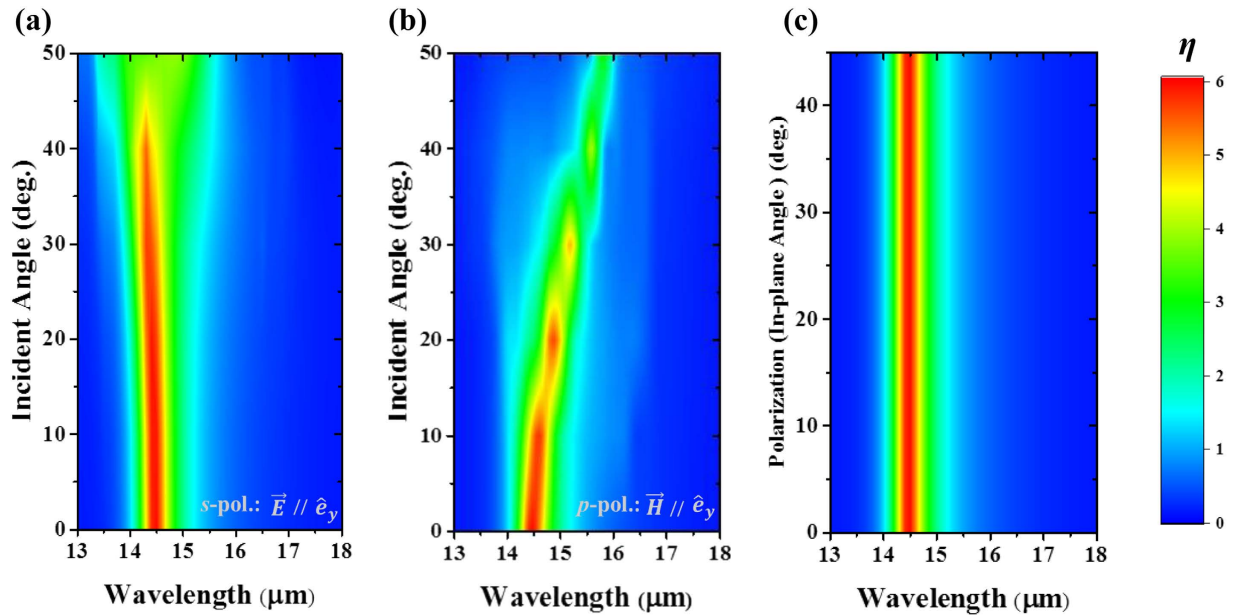 (a)
Incident Angle (deg.)
50
40
30
20
10
0
s-pol.: E⃗ // ê_y
13 14 15 16 17 18
Wavelength (μm)
(b)
Incident Angle (deg.)
50
40
30
20
10
0
p-pol.: H⃗ // ê_y
13 14 15 16 17 18
Wavelength (μm)
(c)
Polarization (In-plane Angle ) (deg.)
40
30
20
10
0
13 14 15 16 17 18
Wavelength (μm)
η
6
5
4
3
2
1
0